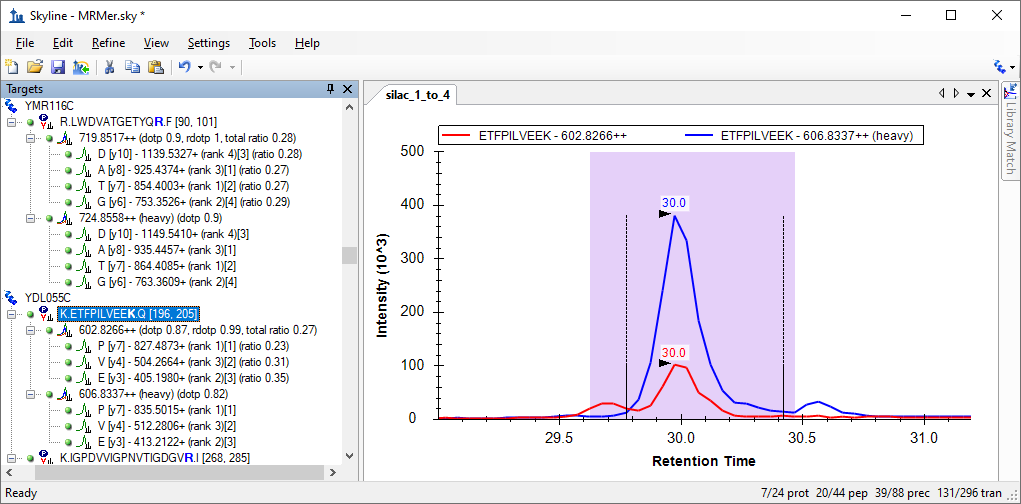 Skyline - MRMer.sky *
File Edit Refine View Settings Tools Help
Targets
YMR116C
R.LWDVATGETYQR.F [90, 101]
719.8517++ (dotp 0.9, rdotp 1, total ratio 0.28)
D [y10] - 1139.5327+ (rank 4)[3] (ratio 0.28)
A [y8] - 925.4374+ (rank 3)[1] (ratio 0.27)
T [y7] - 854.4003+ (rank 1)[2] (ratio 0.27)
G [y6] - 753.3526+ (rank 2)[4] (ratio 0.29)
724.8558++ (heavy) (dotp 0.9)
D [y10] - 1149.5410+ (rank 4)[3]
A [y8] - 935.4457+ (rank 3)[1]
T [y7] - 864.4085+ (rank 1)[2]
G [y6] - 763.3609+ (rank 2)[4]
YDL055C
K.ETFPILVEEK.Q [196, 205]
602.8266++ (dotp 0.87, rdotp 0.99, total ratio 0.27)
P [y7] - 827.4873+ (rank 1)[1] (ratio 0.23)
V [y4] - 504.2664+ (rank 3)[2] (ratio 0.31)
E [y3] - 405.1980+ (rank 2)[3] (ratio 0.35)
606.8337++ (heavy) (dotp 0.82)
P [y7] - 835.5015+ (rank 1)[1]
V [y4] - 512.2806+ (rank 3)[2]
E [y3] - 413.2122+ (rank 2)[3]
K.IGPDVVIGPNVTIGDGVR.I [268, 285]
silac_1_to_4
ETFPILVEEK - 602.8266++ ETFPILVEEK - 606.8337++ (heavy)
500
400
300
200
100
0
Intensity (10^3)
30.0
30.0
29.5 30.0 30.5 31.0
Retention Time
Library Match
Ready 7/24 prot 20/44 pep 39/88 prec 131/296 tran